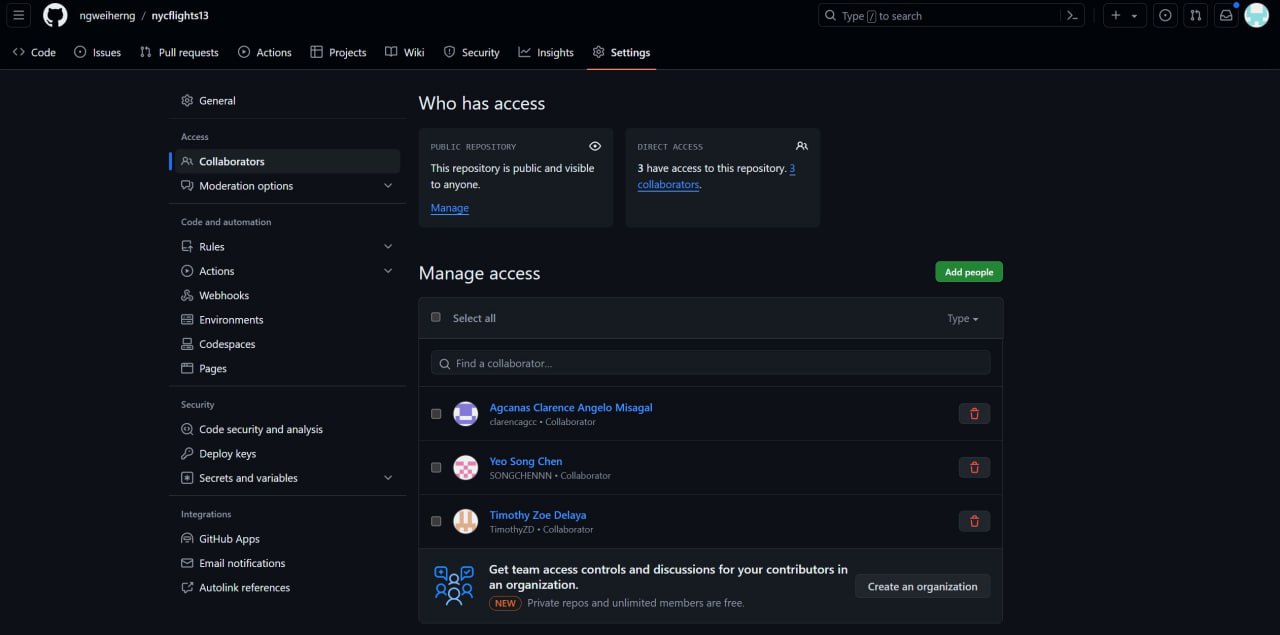 ngweiherng / nycflights13
Type / to search
Code
Issues
Pull requests
Actions
Projects
Wiki
Security
Insights
Settings
General
Access
Collaborators
Moderation options
Code and automation
Rules
Actions
Webhooks
Environments
Codespaces
Pages
Security
Code security and analysis
Deploy keys
Secrets and variables
Integrations
GitHub Apps
Email notifications
Autolink references
Who has access
PUBLIC REPOSITORY
This repository is public and visible
to anyone.
Manage
DIRECT ACCESS
3 have access to this repository. 3
collaborators.
Manage access
Add people
Select all
Type
Find a collaborator...
Agcanas Clarence Angelo Misagal
clarencagcc • Collaborator
Yeo Song Chen
SONGCHENNN • Collaborator
Timothy Zoe Delaya
TimothyZD • Collaborator
Get team access controls and discussions for your contributors in
an organization.
NEW Private repos and unlimited members are free.
Create an organization